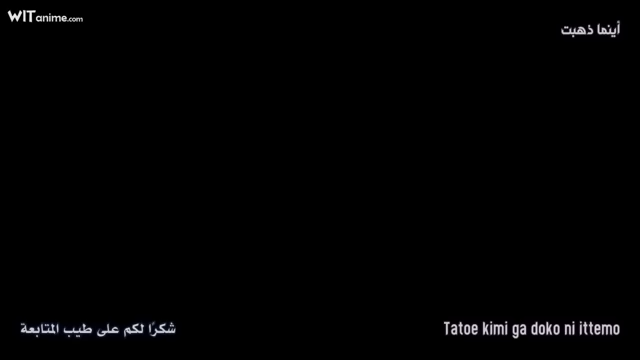 WITanime.com
أينما ذهبت
شكرًا لكم على طيب المتابعة
Tatoe kimi ga doko ni ittemo